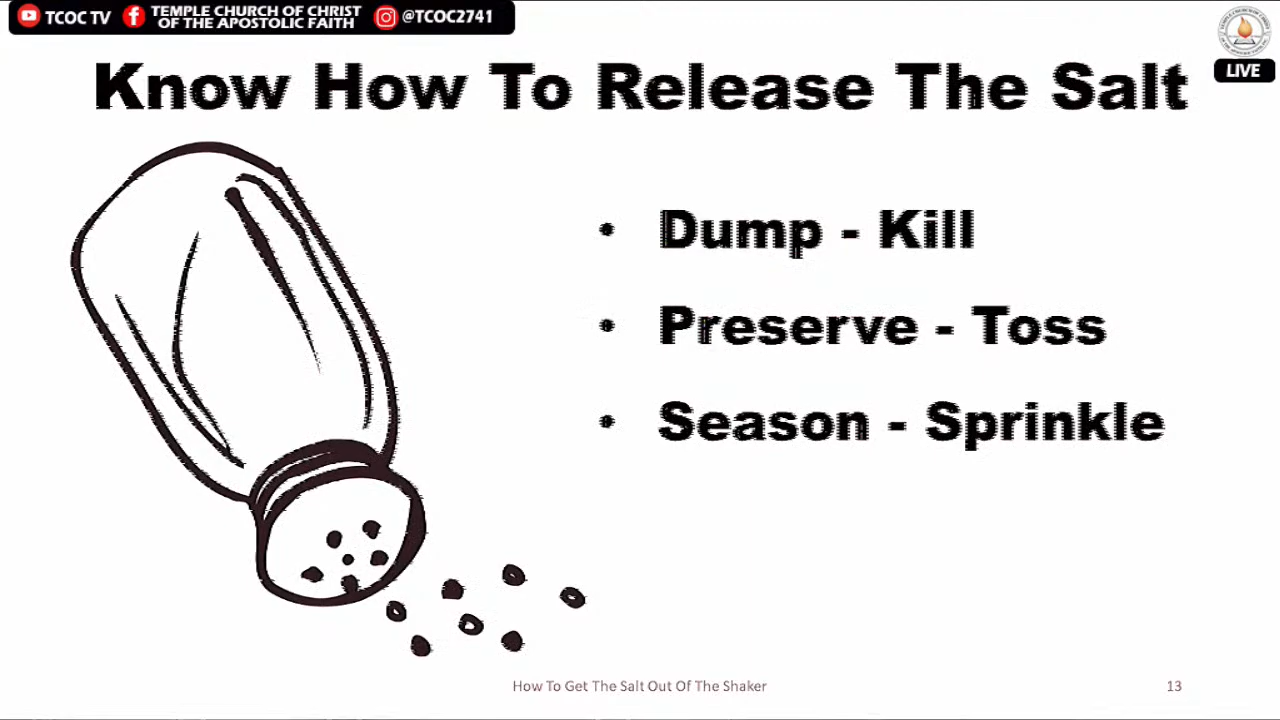 TCOC TV
TEMPLE CHURCH OF CHRIST
OF THE APOSTOLIC FAITH
@TCOC2741
LIVE
Know How To Release The Salt
• Dump - Kill
• Preserve - Toss
• Season - Sprinkle
How To Get The Salt Out Of The Shaker
13